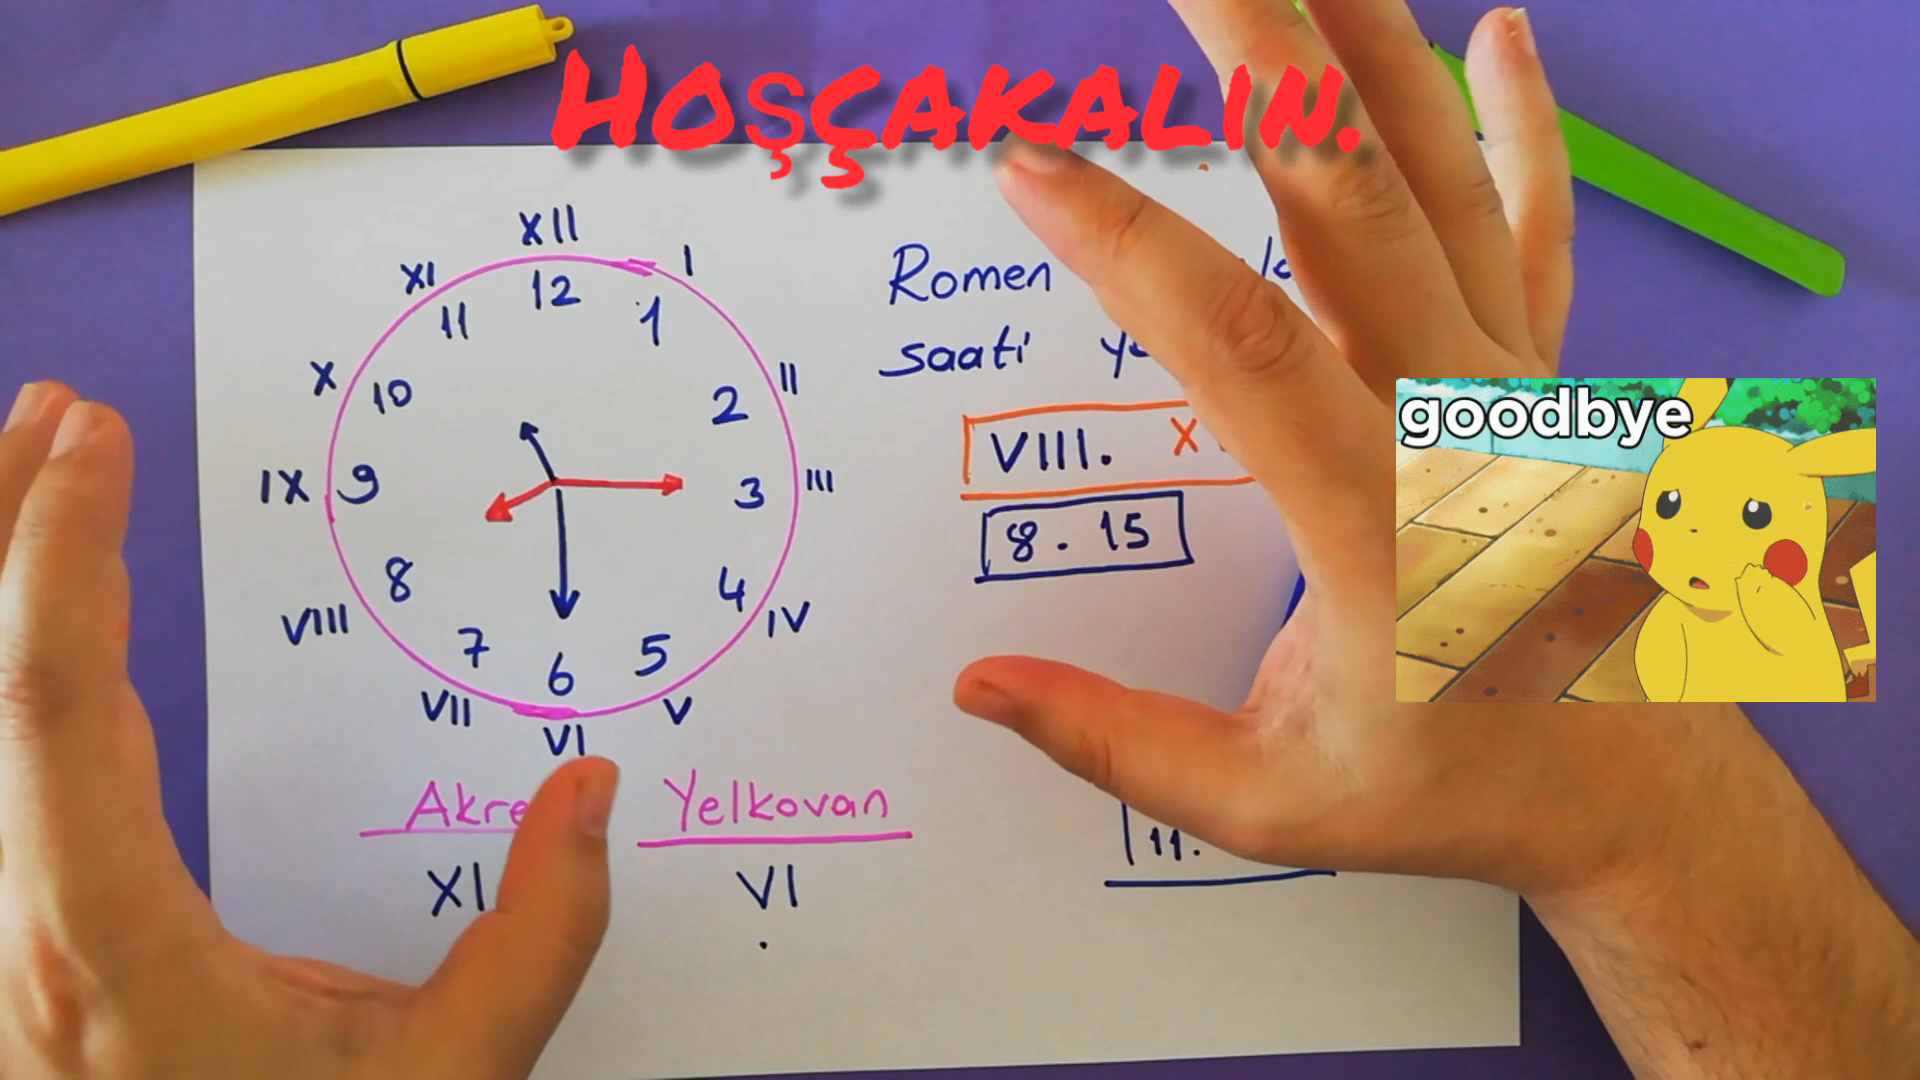 Hoşçakalın.
goodbye
XII
XI
I
12
11
1
X
10
2
II
IX
9
3
III
8
4
VIII
IV
7
6
5
VII
V
VI
Romen
saati
VIII. X
8. 15
11.
Yelkovan
XI
VI